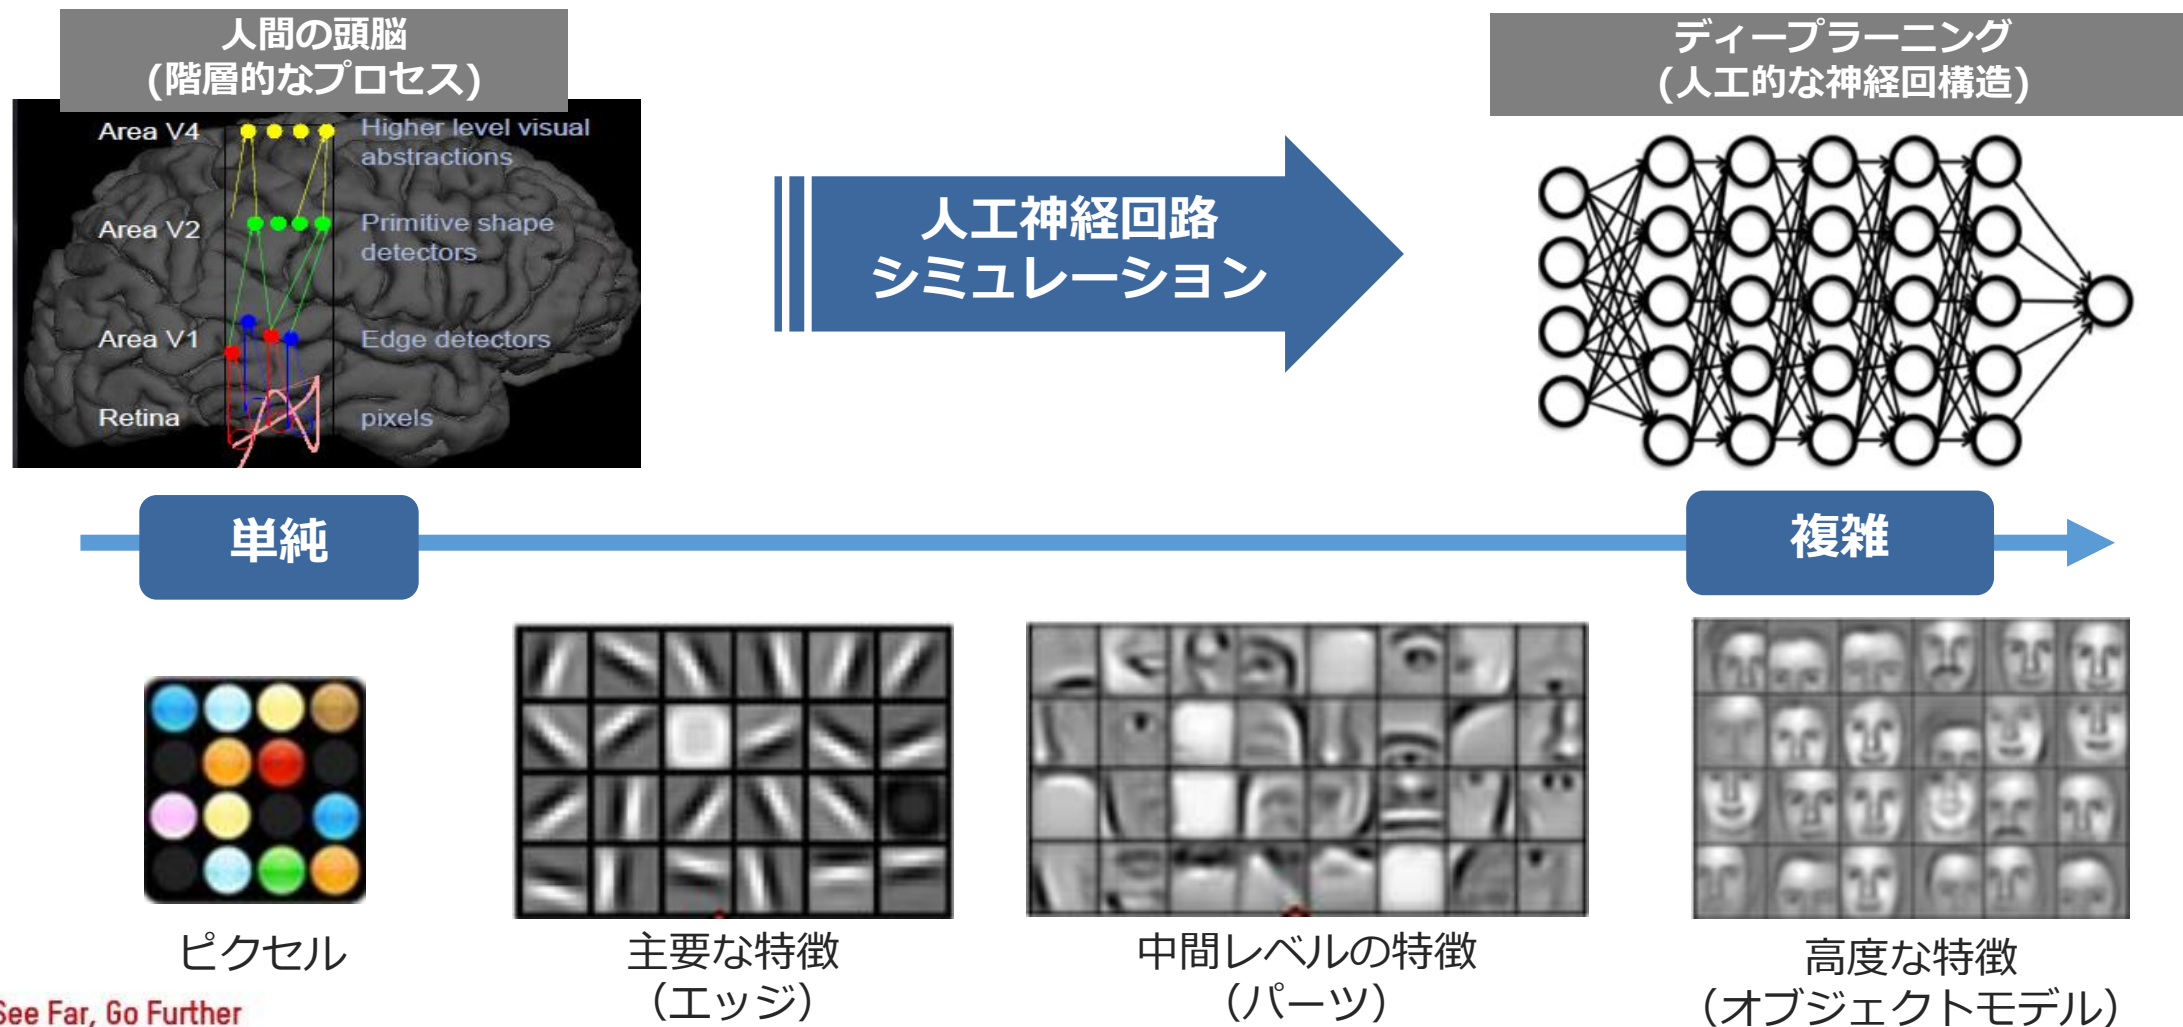 人間の頭脳
(階層的なプロセス)
ディープラーニング
(人工的な神経回構造)
Area V4
Higher level visual
abstractions
Area V2
Primitive shape
detectors
Area V1
Edge detectors
Retina
pixels
人工神経回路
シミュレーション
単純
複雑
ピクセル
主要な特徴
（エッジ）
中間レベルの特徴
（パーツ）
高度な特徴
（オブジェクトモデル）
See Far, Go Further